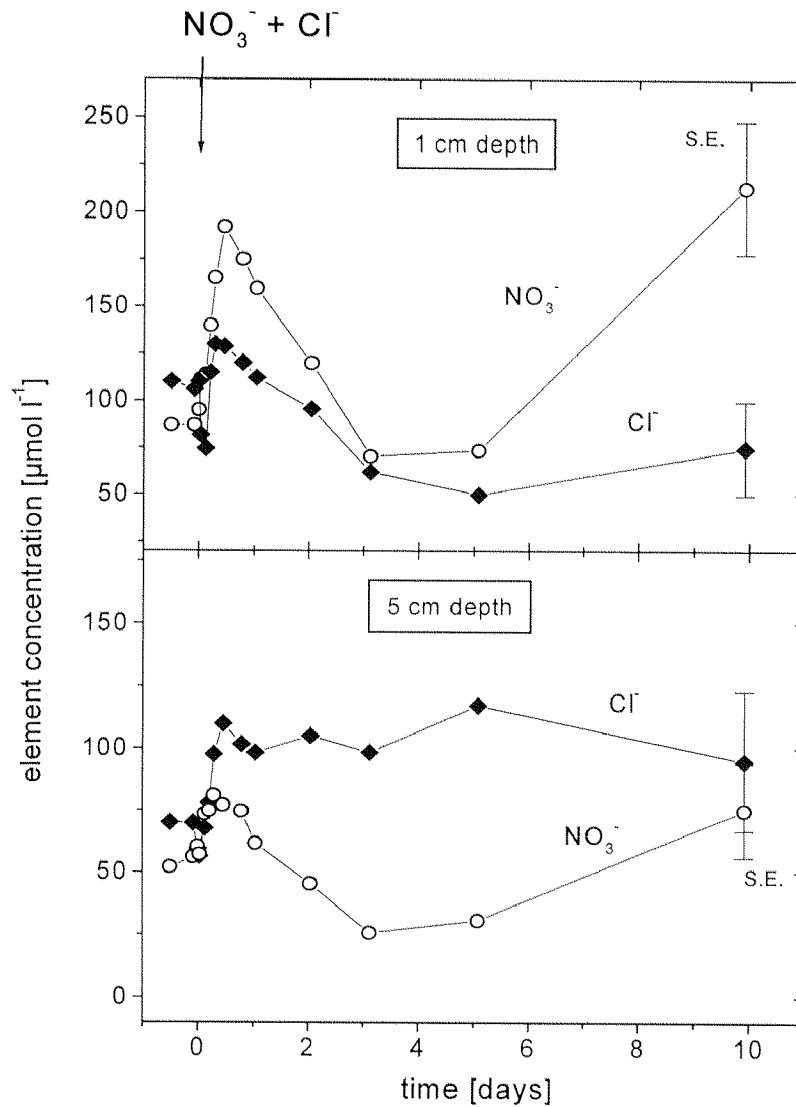 NO₃⁻ + Cl⁻
250
200
150
100
50
1 cm depth
S.E.
NO₃⁻
Cl⁻
150
100
50
0
5 cm depth
Cl⁻
NO₃⁻
S.E.
0 2 4 6 8 10
time [days]
element concentration [µmol l⁻¹]